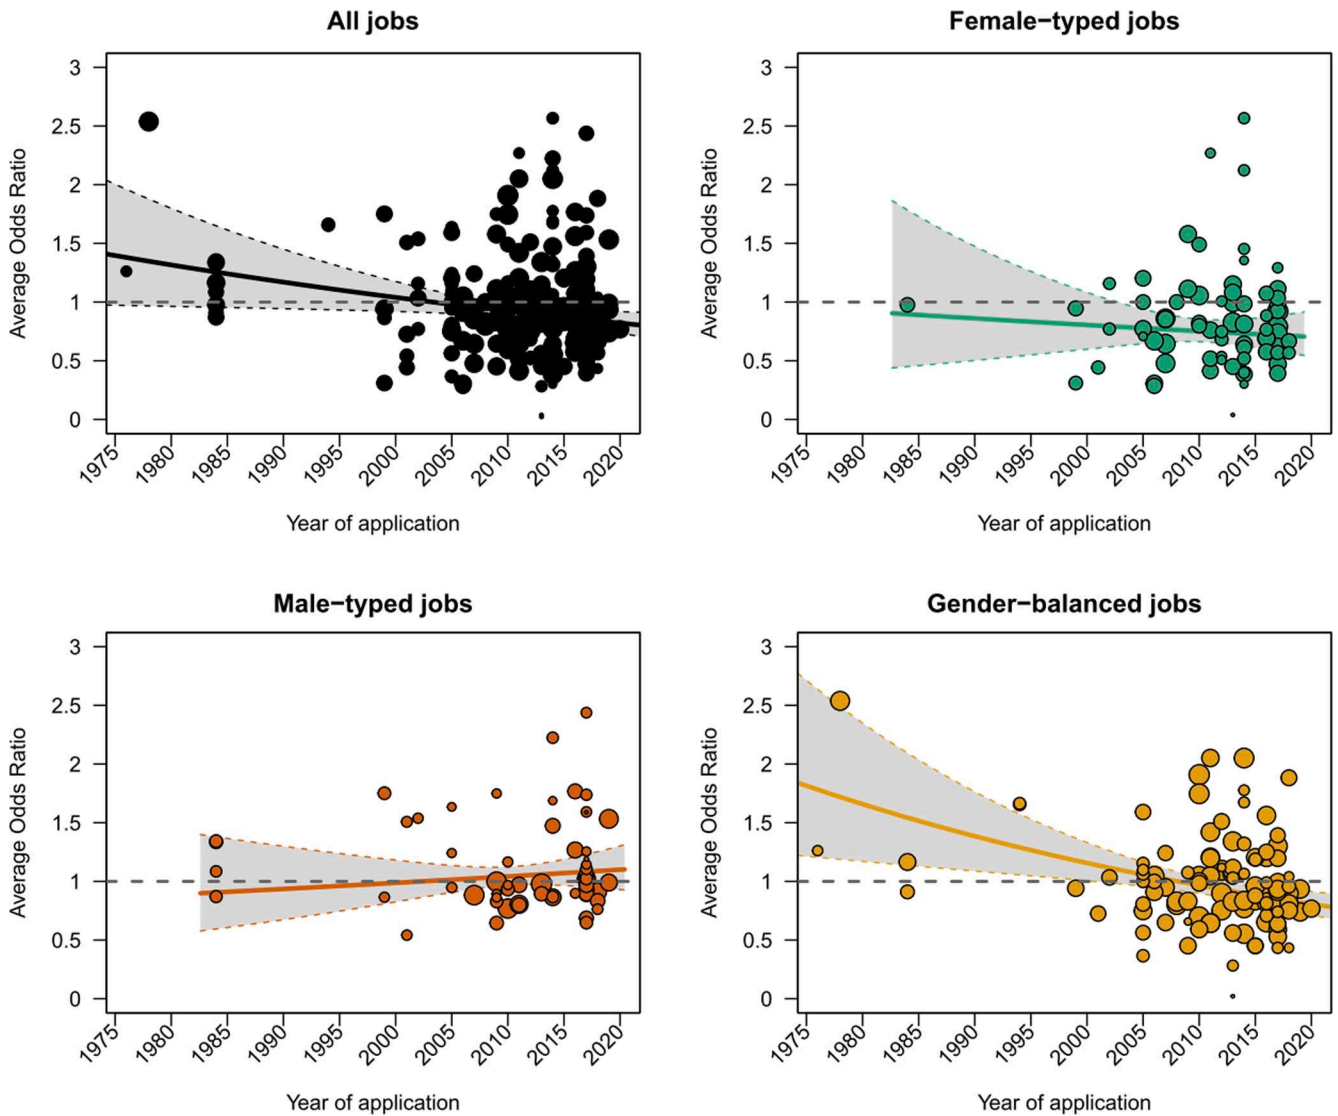 All jobs
Average Odds Ratio
3
2.5
2
1.5
1
0.5
0
1975 1980 1985 1990 1995 2000 2005 2010 2015 2020
Year of application
Female−typed jobs
Average Odds Ratio
3
2.5
2
1.5
1
0.5
0
1975 1980 1985 1990 1995 2000 2005 2010 2015 2020
Year of application
Male−typed jobs
Average Odds Ratio
3
2.5
2
1.5
1
0.5
0
1975 1980 1985 1990 1995 2000 2005 2010 2015 2020
Year of application
Gender−balanced jobs
Average Odds Ratio
3
2.5
2
1.5
1
0.5
0
1975 1980 1985 1990 1995 2000 2005 2010 2015 2020
Year of application